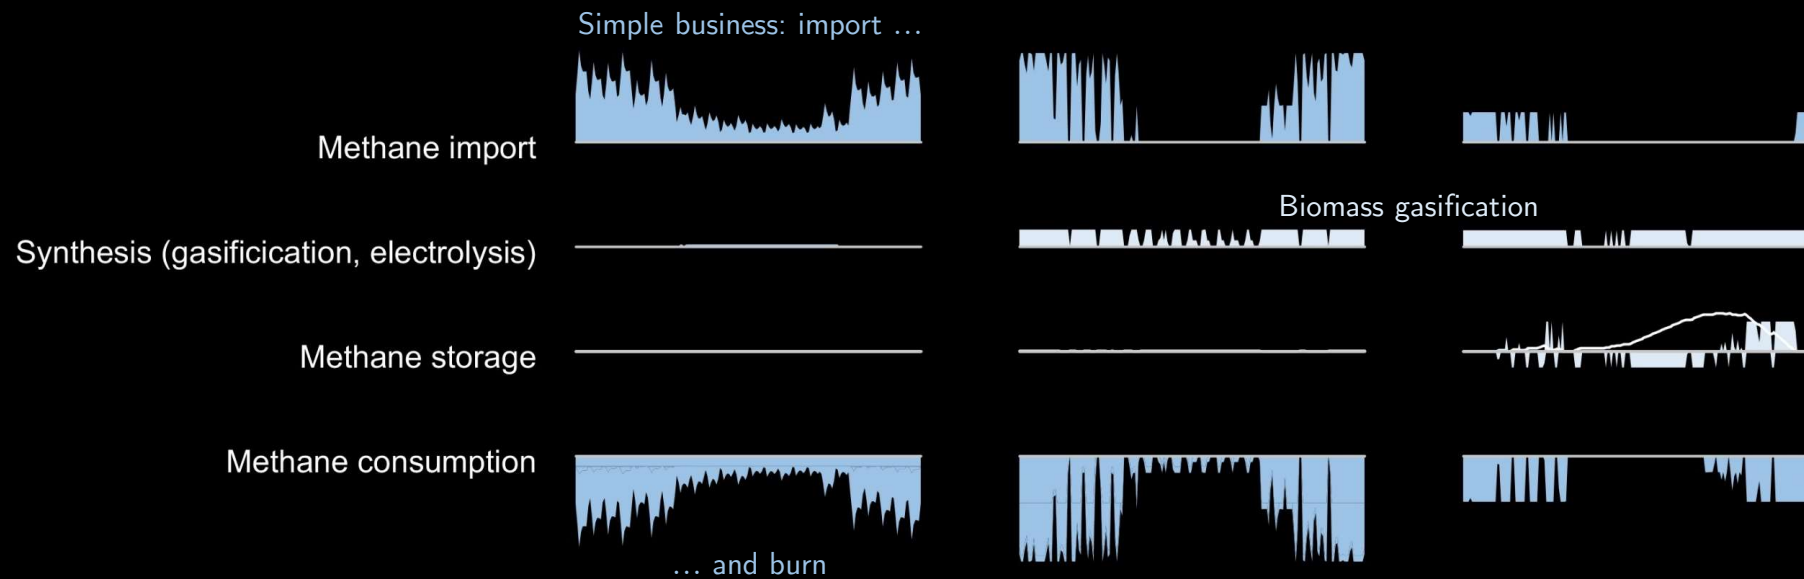 Simple business: import …
Methane import
Biomass gasification
Synthesis (gasificication, electrolysis)
Methane storage
Methane consumption
… and burn